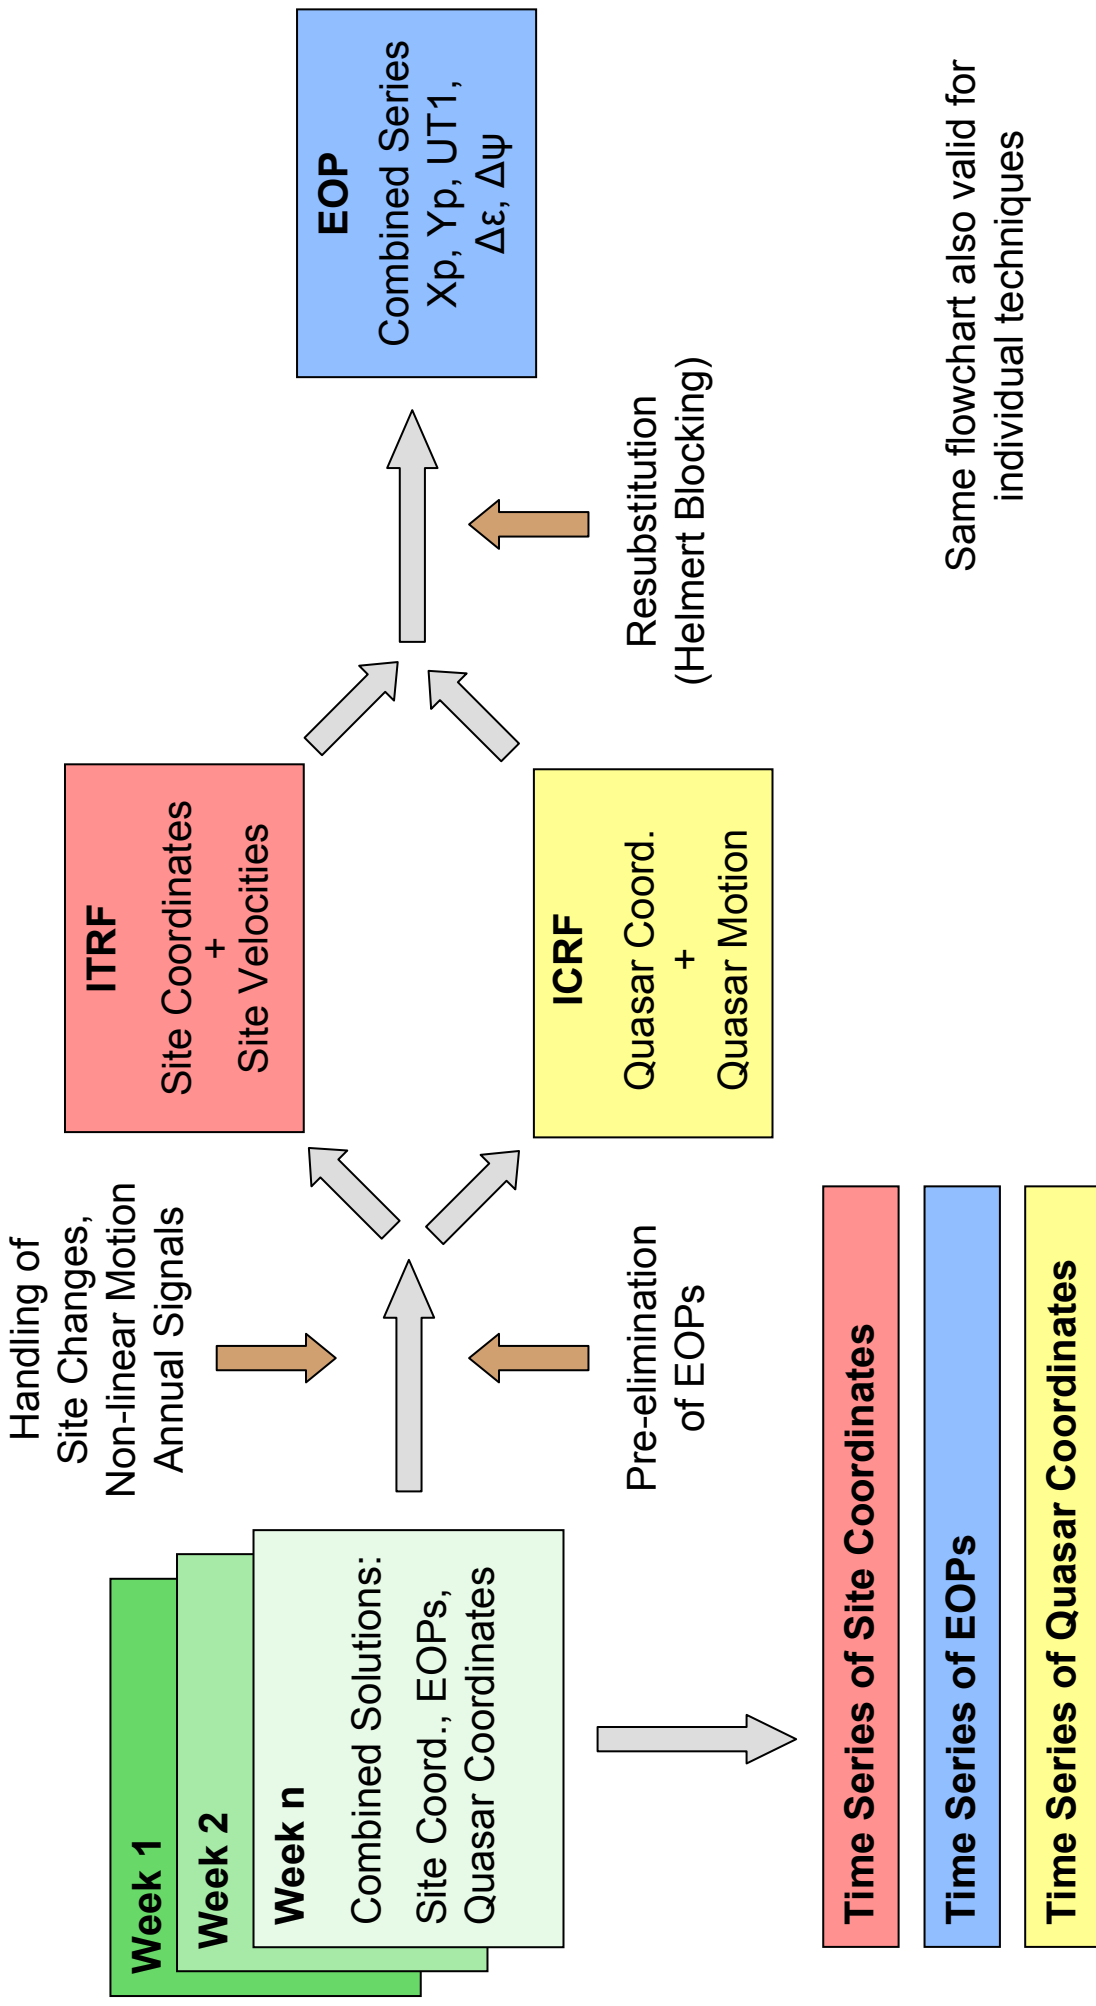 Week 1
Week 2
Week n
Combined Solutions:
Site Coord., EOPs,
Quasar Coordinates
Handling of
Site Changes,
Non-linear Motion
Annual Signals
Pre-elimination
of EOPs
ITRF
Site Coordinates
+
Site Velocities
ICRF
Quasar Coord.
+
Quasar Motion
Resubstitution
(Helmert Blocking)
EOP
Combined Series
Xp, Yp, UT1,
Δε, Δψ
Time Series of Site Coordinates
Time Series of EOPs
Time Series of Quasar Coordinates
Same flowchart also valid for
individual techniques